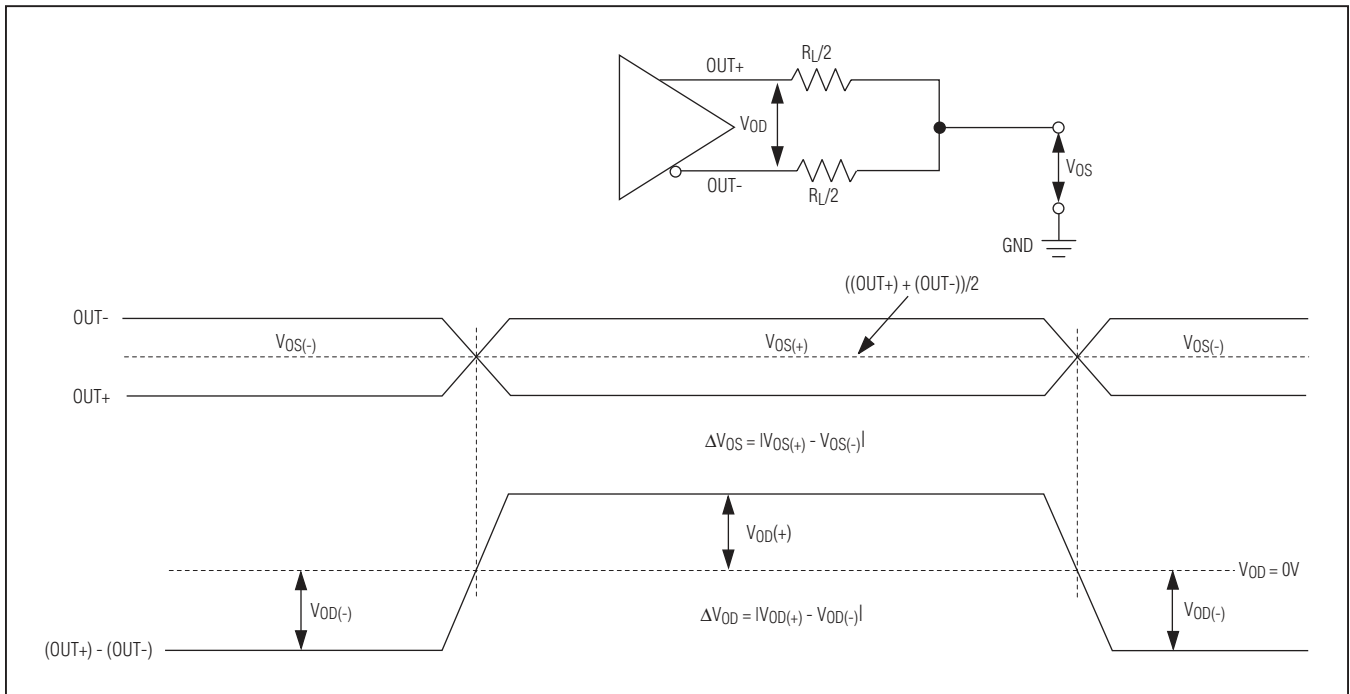 OUT+
RL/2
VOD
OUT-
RL/2
VOS
GND
((OUT+) + (OUT-))/2
OUT-
VOS(-)
VOS(+)
VOS(-)
OUT+
ΔVOS = |VOS(+) - VOS(-)|
VOD(+)
VOD = 0V
VOD(-)
ΔVOD = |VOD(+) - VOD(-)|
VOD(-)
(OUT+) - (OUT-)